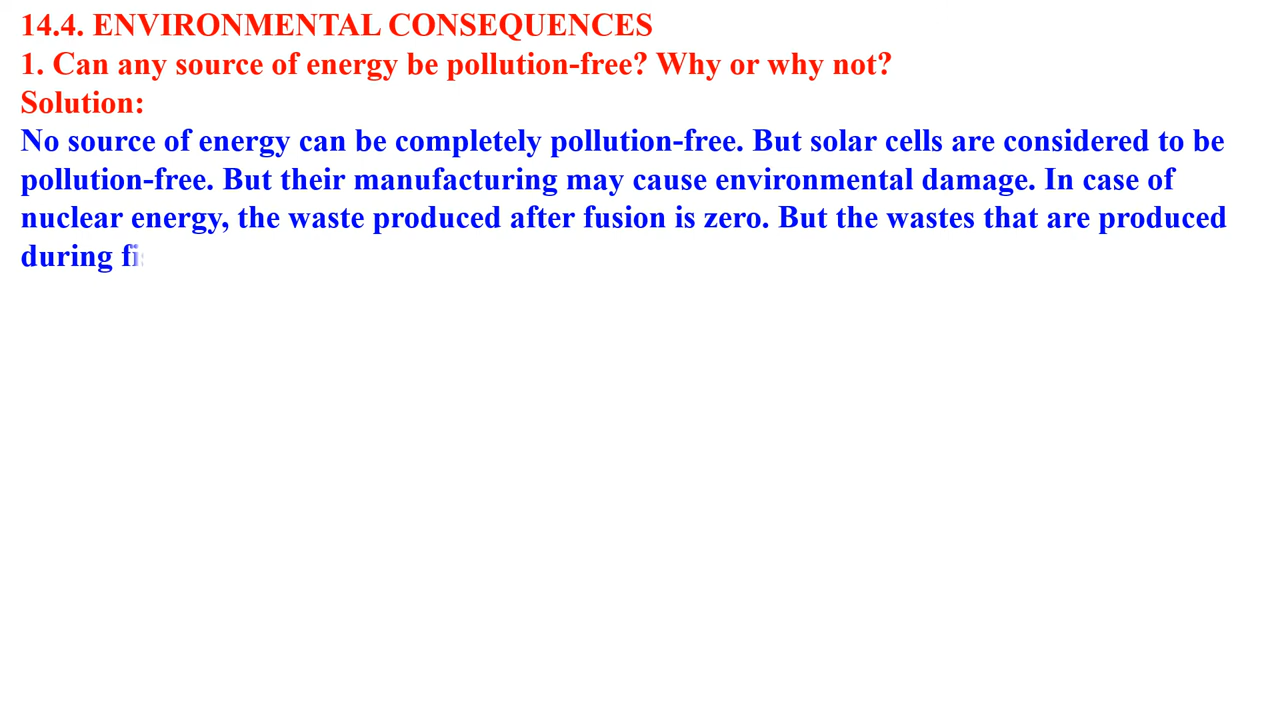 14.4. ENVIRONMENTAL CONSEQUENCES
1. Can any source of energy be pollution-free? Why or why not?
Solution:
No source of energy can be completely pollution-free. But solar cells are considered to be
pollution-free. But their manufacturing may cause environmental damage. In case of
nuclear energy, the waste produced after fusion is zero. But the wastes that are produced
during